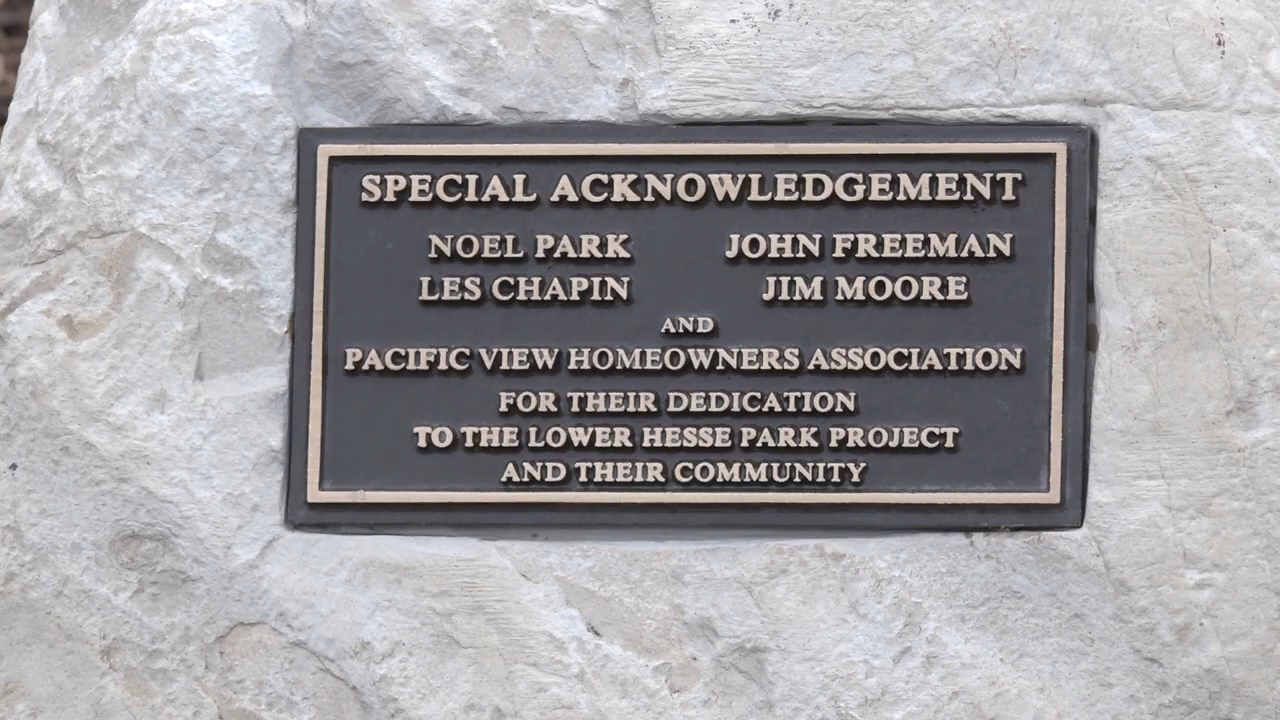 SPECIAL ACKNOWLEDGEMENT
NOEL PARK JOHN FREEMAN
LES CHAPIN JIM MOORE
AND
PACIFIC VIEW HOMEOWNERS ASSOCIATION
FOR THEIR DEDICATION
TO THE LOWER HESSE PARK PROJECT
AND THEIR COMMUNITY